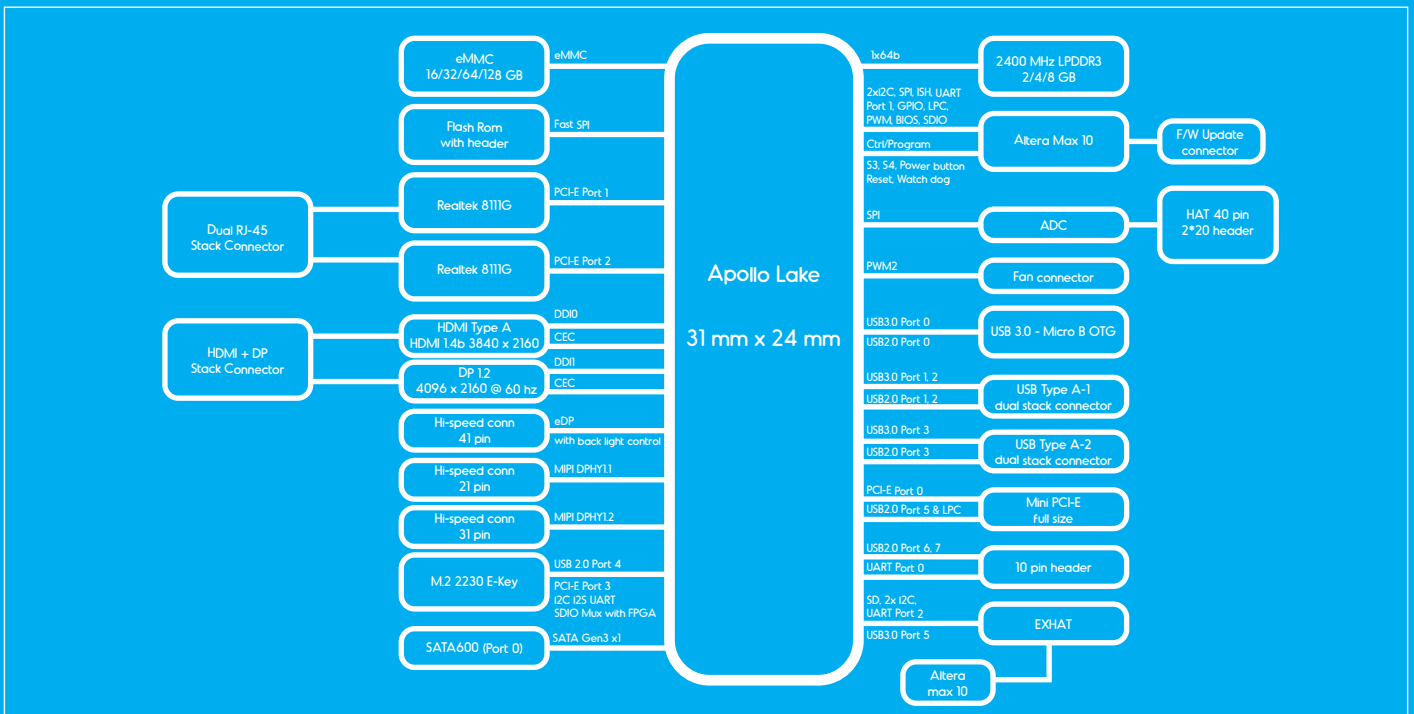 eMMC
16/32/64/128 GB
eMMC
Flash Rom
with header
Fast SPI
Dual RJ-45
Stack Connector
Realtek 8111G
PCI-E Port 1
Realtek 8111G
PCI-E Port 2
HDMI + DP
Stack Connector
HDMI Type A
HDMI 1.4b 3840 x 2160
DDI0
CEC
DP 1.2
4096 x 2160 @ 60 hz
DDI1
CEC
Hi-speed conn
41 pin
eDP
with back light control
Hi-speed conn
21 pin
MIPI DPHY1.1
Hi-speed conn
31 pin
MIPI DPHY1.2
M.2 2230 E-Key
USB 2.0 Port 4
PCI-E Port 3
I2C I2S UART
SDIO Mux with FPGA
SATA600 (Port 0)
SATA Gen3 x1
Apollo Lake
31 mm x 24 mm
1x64b
2400 MHz LPDDR3
2/4/8 GB
2xI2C, SPI, ISH, UART
Port 1, GPIO, LPC,
PWM, BIOS, SDIO
Ctrl/Program
S3, S4, Power button
Reset, Watch dog
Altera Max 10
F/W Update
connector
SPI
ADC
HAT 40 pin
2*20 header
PWM2
Fan connector
USB3.0 Port 0
USB2.0 Port 0
USB 3.0 - Micro B OTG
USB3.0 Port 1, 2
USB2.0 Port 1, 2
USB Type A-1
dual stack connector
USB3.0 Port 3
USB2.0 Port 3
USB Type A-2
dual stack connector
PCI-E Port 0
USB2.0 Port 5 & LPC
Mini PCI-E
full size
USB2.0 Port 6, 7
UART Port 0
10 pin header
SD, 2x I2C,
UART Port 2
USB3.0 Port 5
EXHAT
Altera
max 10